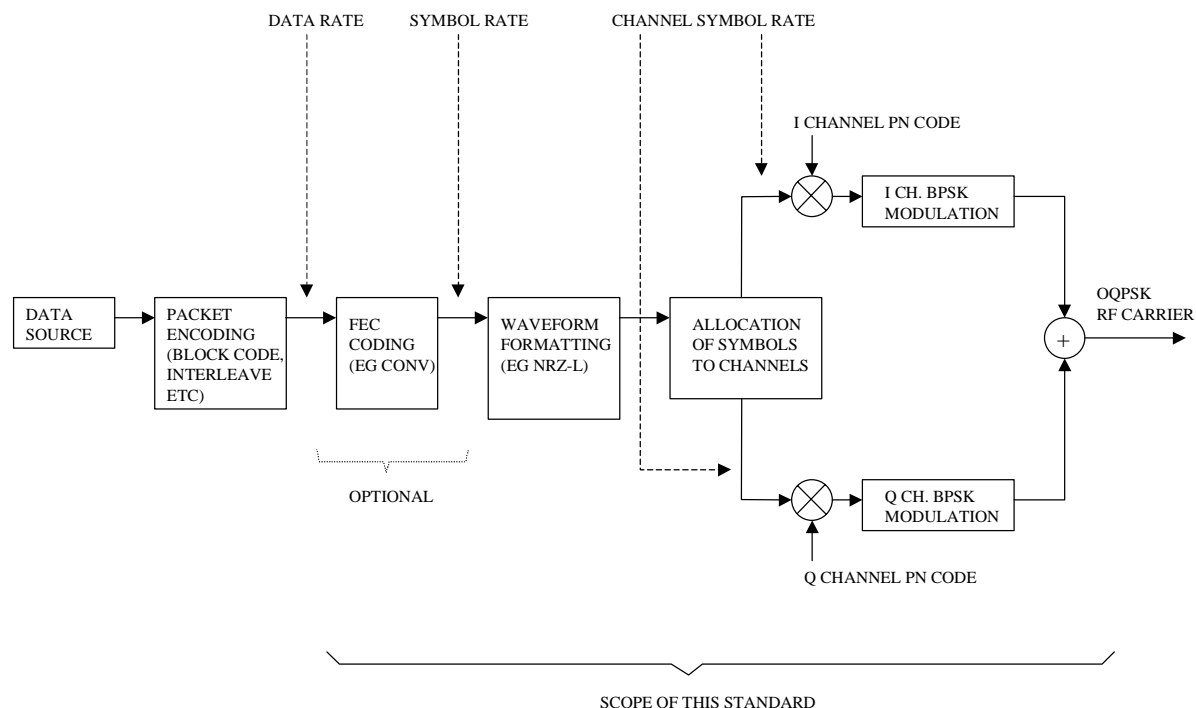 DATA RATE
SYMBOL RATE
CHANNEL SYMBOL RATE
I CHANNEL PN CODE
I CH. BPSK
MODULATION
DATA
SOURCE
PACKET
ENCODING
(BLOCK CODE,
INTERLEAVE
ETC)
FEC
CODING
(EG CONV)
WAVEFORM
FORMATTING
(EG NRZ-L)
ALLOCATION
OF SYMBOLS
TO CHANNELS
+
OQPSK
RF CARRIER
OPTIONAL
Q CH. BPSK
MODULATION
Q CHANNEL PN CODE
SCOPE OF THIS STANDARD